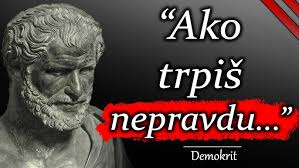 “Ako
trpiš
nepravdu...”
Demokrit